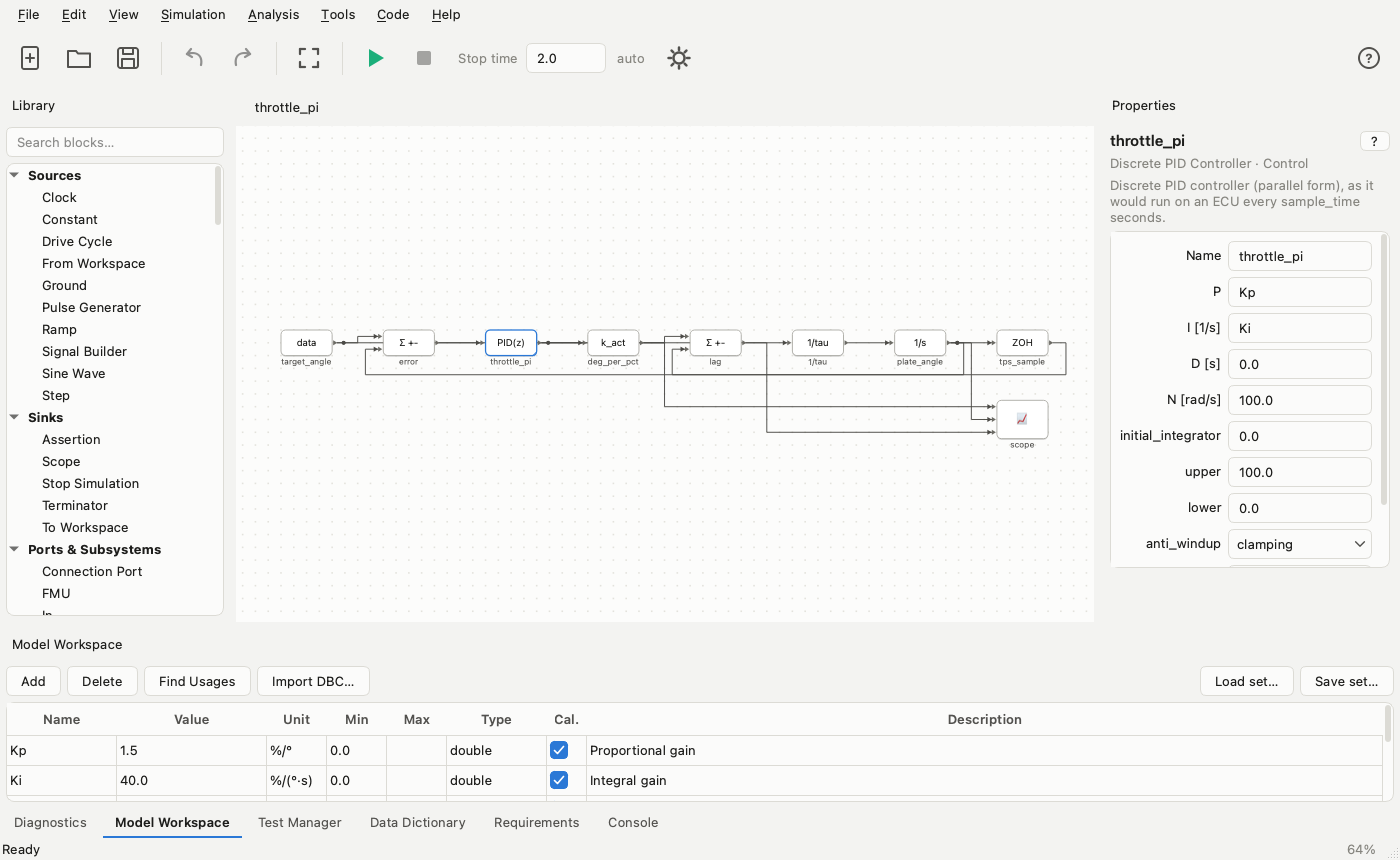 File Edit View Simulation Analysis Tools Code Help
Stop time 2.0 auto
Library
throttle_pi
Properties
Search blocks...
throttle_pi ?
Discrete PID Controller · Control
Discrete PID controller (parallel form), as it
would run on an ECU every sample_time
seconds.
Sources
Clock
Constant
Drive Cycle
From Workspace
Ground
Pulse Generator
Ramp
Signal Builder
Sine Wave
Step
Sinks
Assertion
Scope
Stop Simulation
Terminator
To Workspace
Ports & Subsystems
Connection Port
FMU
In
data Σ +- PID(z) k_act Σ +- 1/tau 1/s ZOH
target_angle error throttle_pi deg_per_pct lag 1/tau plate_angle tps_sample
scope
Name throttle_pi
P Kp
I [1/s] Ki
D [s] 0.0
N [rad/s] 100.0
initial_integrator 0.0
upper 100.0
lower 0.0
anti_windup clamping
Model Workspace
Add Delete Find Usages Import DBC... Load set... Save set...
Name Value Unit Min Max Type Cal. Description
Kp 1.5 %/° 0.0 double Proportional gain
Ki 40.0 %/(°·s) 0.0 double Integral gain
Diagnostics Model Workspace Test Manager Data Dictionary Requirements Console
Ready 64%